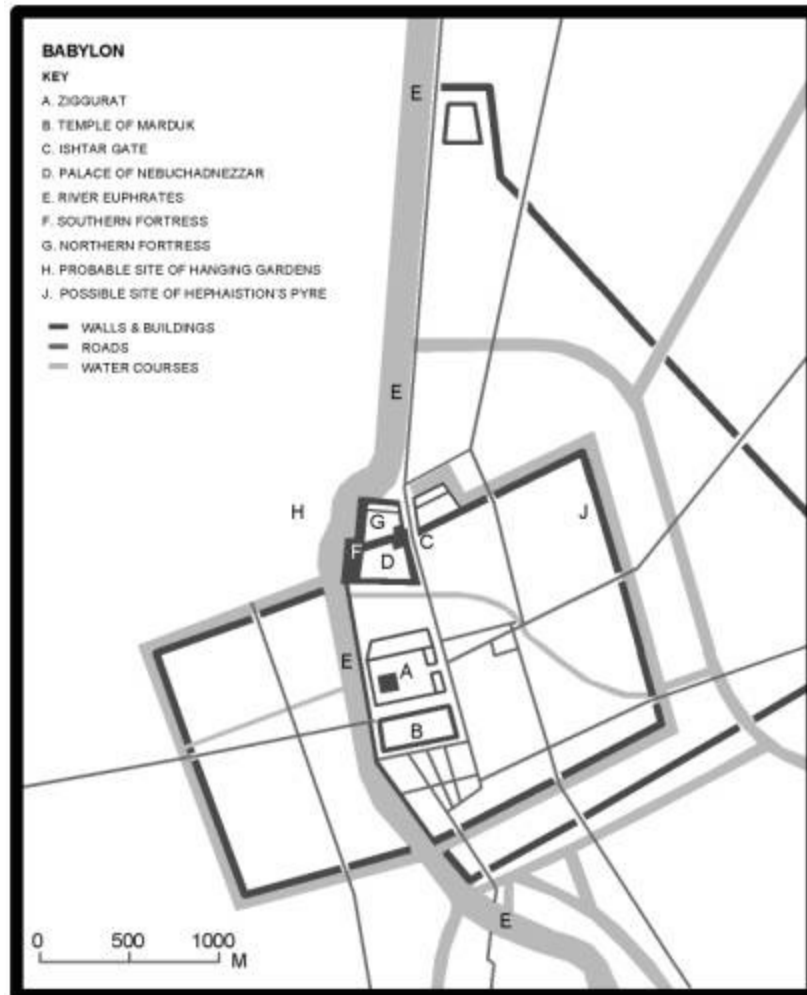 BABYLON
KEY
A. ZIGGURAT
B. TEMPLE OF MARDUK
C. ISHTAR GATE
D. PALACE OF NEBUCHADNEZZAR
E. RIVER EUPHRATES
F. SOUTHERN FORTRESS
G. NORTHERN FORTRESS
H. PROBABLE SITE OF HANGING GARDENS
J. POSSIBLE SITE OF HEPHAISTION'S PYRE
WALLS & BUILDINGS
ROADS
WATER COURSES
E
E
H
G
J
C
F
D
E
A
B
E
0 500 1000
M